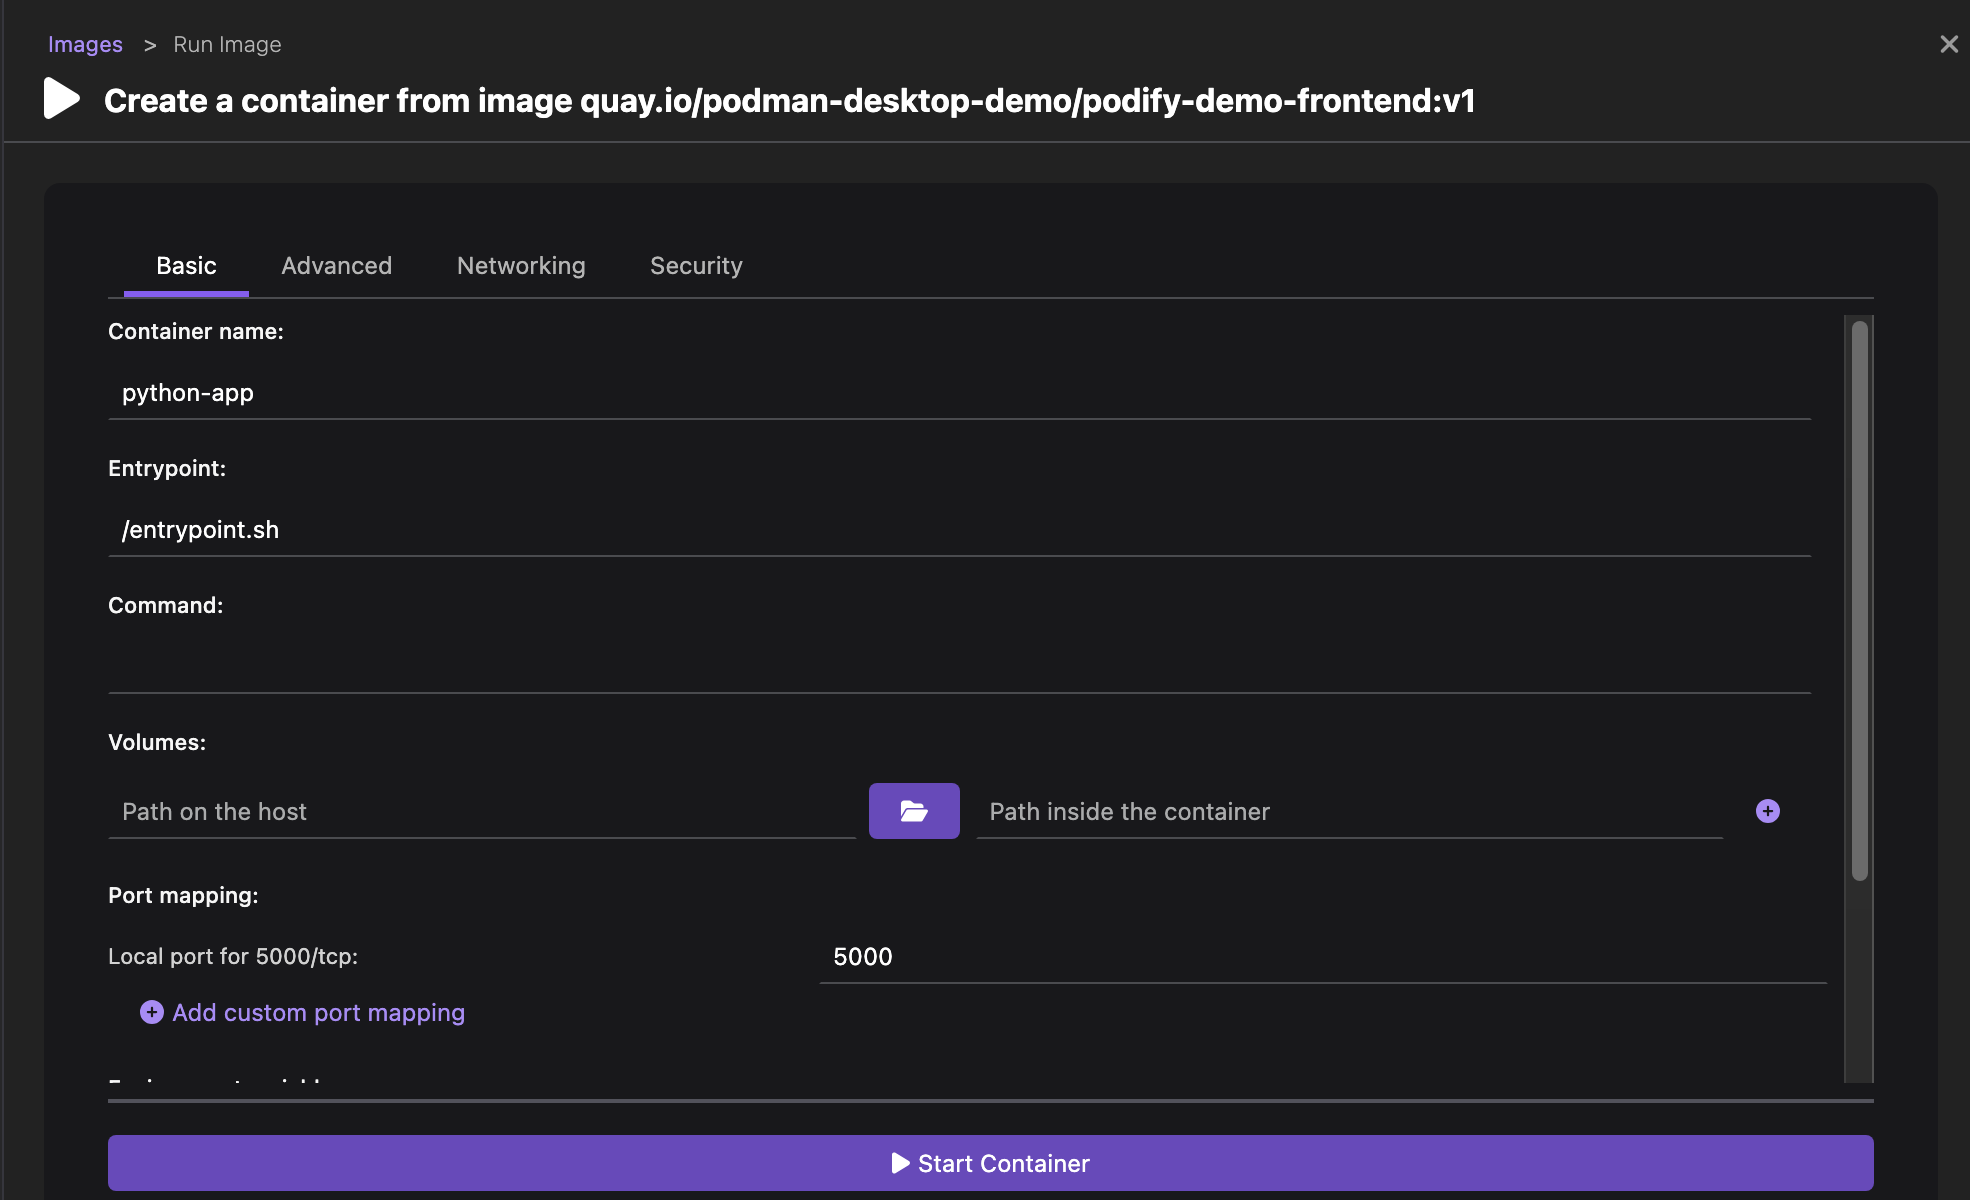 Images > Run Image
Create a container from image quay.io/podman-desktop-demo/podify-demo-frontend:v1
Basic Advanced Networking Security
Container name:
python-app
Entrypoint:
/entrypoint.sh
Command:
Volumes:
Path on the host Path inside the container
Port mapping:
Local port for 5000/tcp: 5000
Add custom port mapping
Start Container